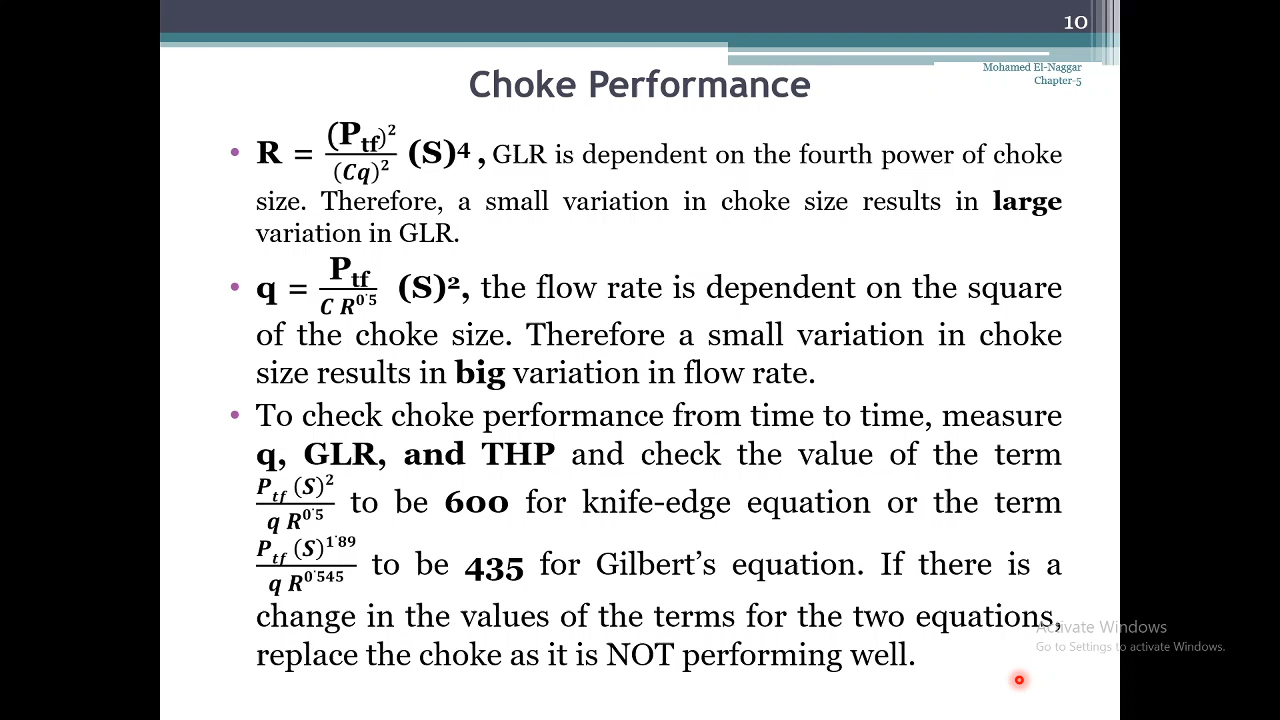 10
Mohamed El-Naggar
Chapter-5
Choke Performance
• R = (P_tf)²/(Cq)² (S)⁴ , GLR is dependent on the fourth power of choke
size. Therefore, a small variation in choke size results in large
variation in GLR.
• q = P_tf/(C R^0˙5) (S)², the flow rate is dependent on the square
of the choke size. Therefore a small variation in choke
size results in big variation in flow rate.
• To check choke performance from time to time, measure
q, GLR, and THP and check the value of the term
P_tf (S)²/(q R^0˙5) to be 600 for knife-edge equation or the term
P_tf (S)^1˙89/(q R^0˙545) to be 435 for Gilbert’s equation. If there is a
change in the values of the terms for the two equations,
replace the choke as it is NOT performing well.
Activate Windows
Go to Settings to activate Windows.